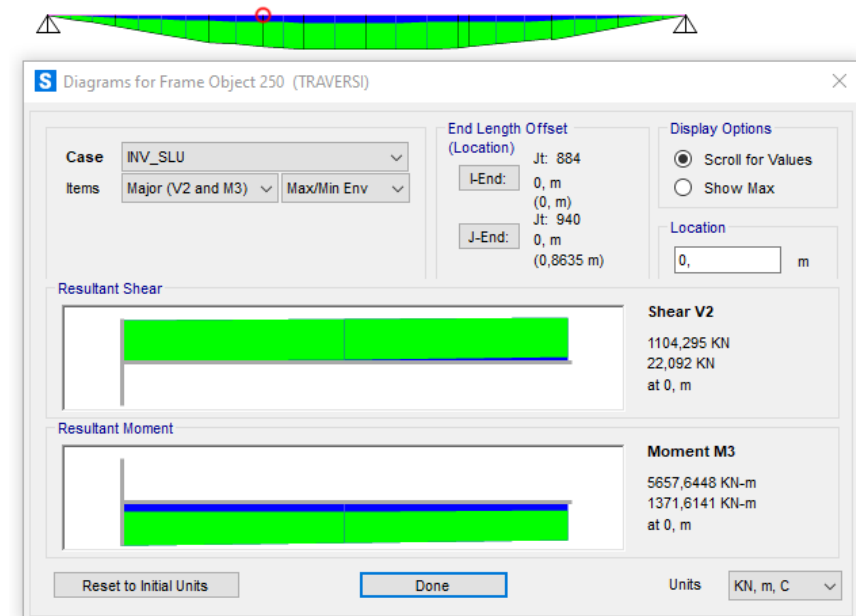 S Diagrams for Frame Object 250 (TRAVERSI)
Case INV_SLU
Items Major (V2 and M3) Max/Min Env
End Length Offset
(Location)
I-End: Jt: 884
0, m
(0, m)
J-End: Jt: 940
0, m
(0,8635 m)
Display Options
Scroll for Values
Show Max
Location
0, m
Resultant Shear
Shear V2
1104,295 KN
22,092 KN
at 0, m
Resultant Moment
Moment M3
5657,6448 KN-m
1371,6141 KN-m
at 0, m
Reset to Initial Units Done Units KN, m, C